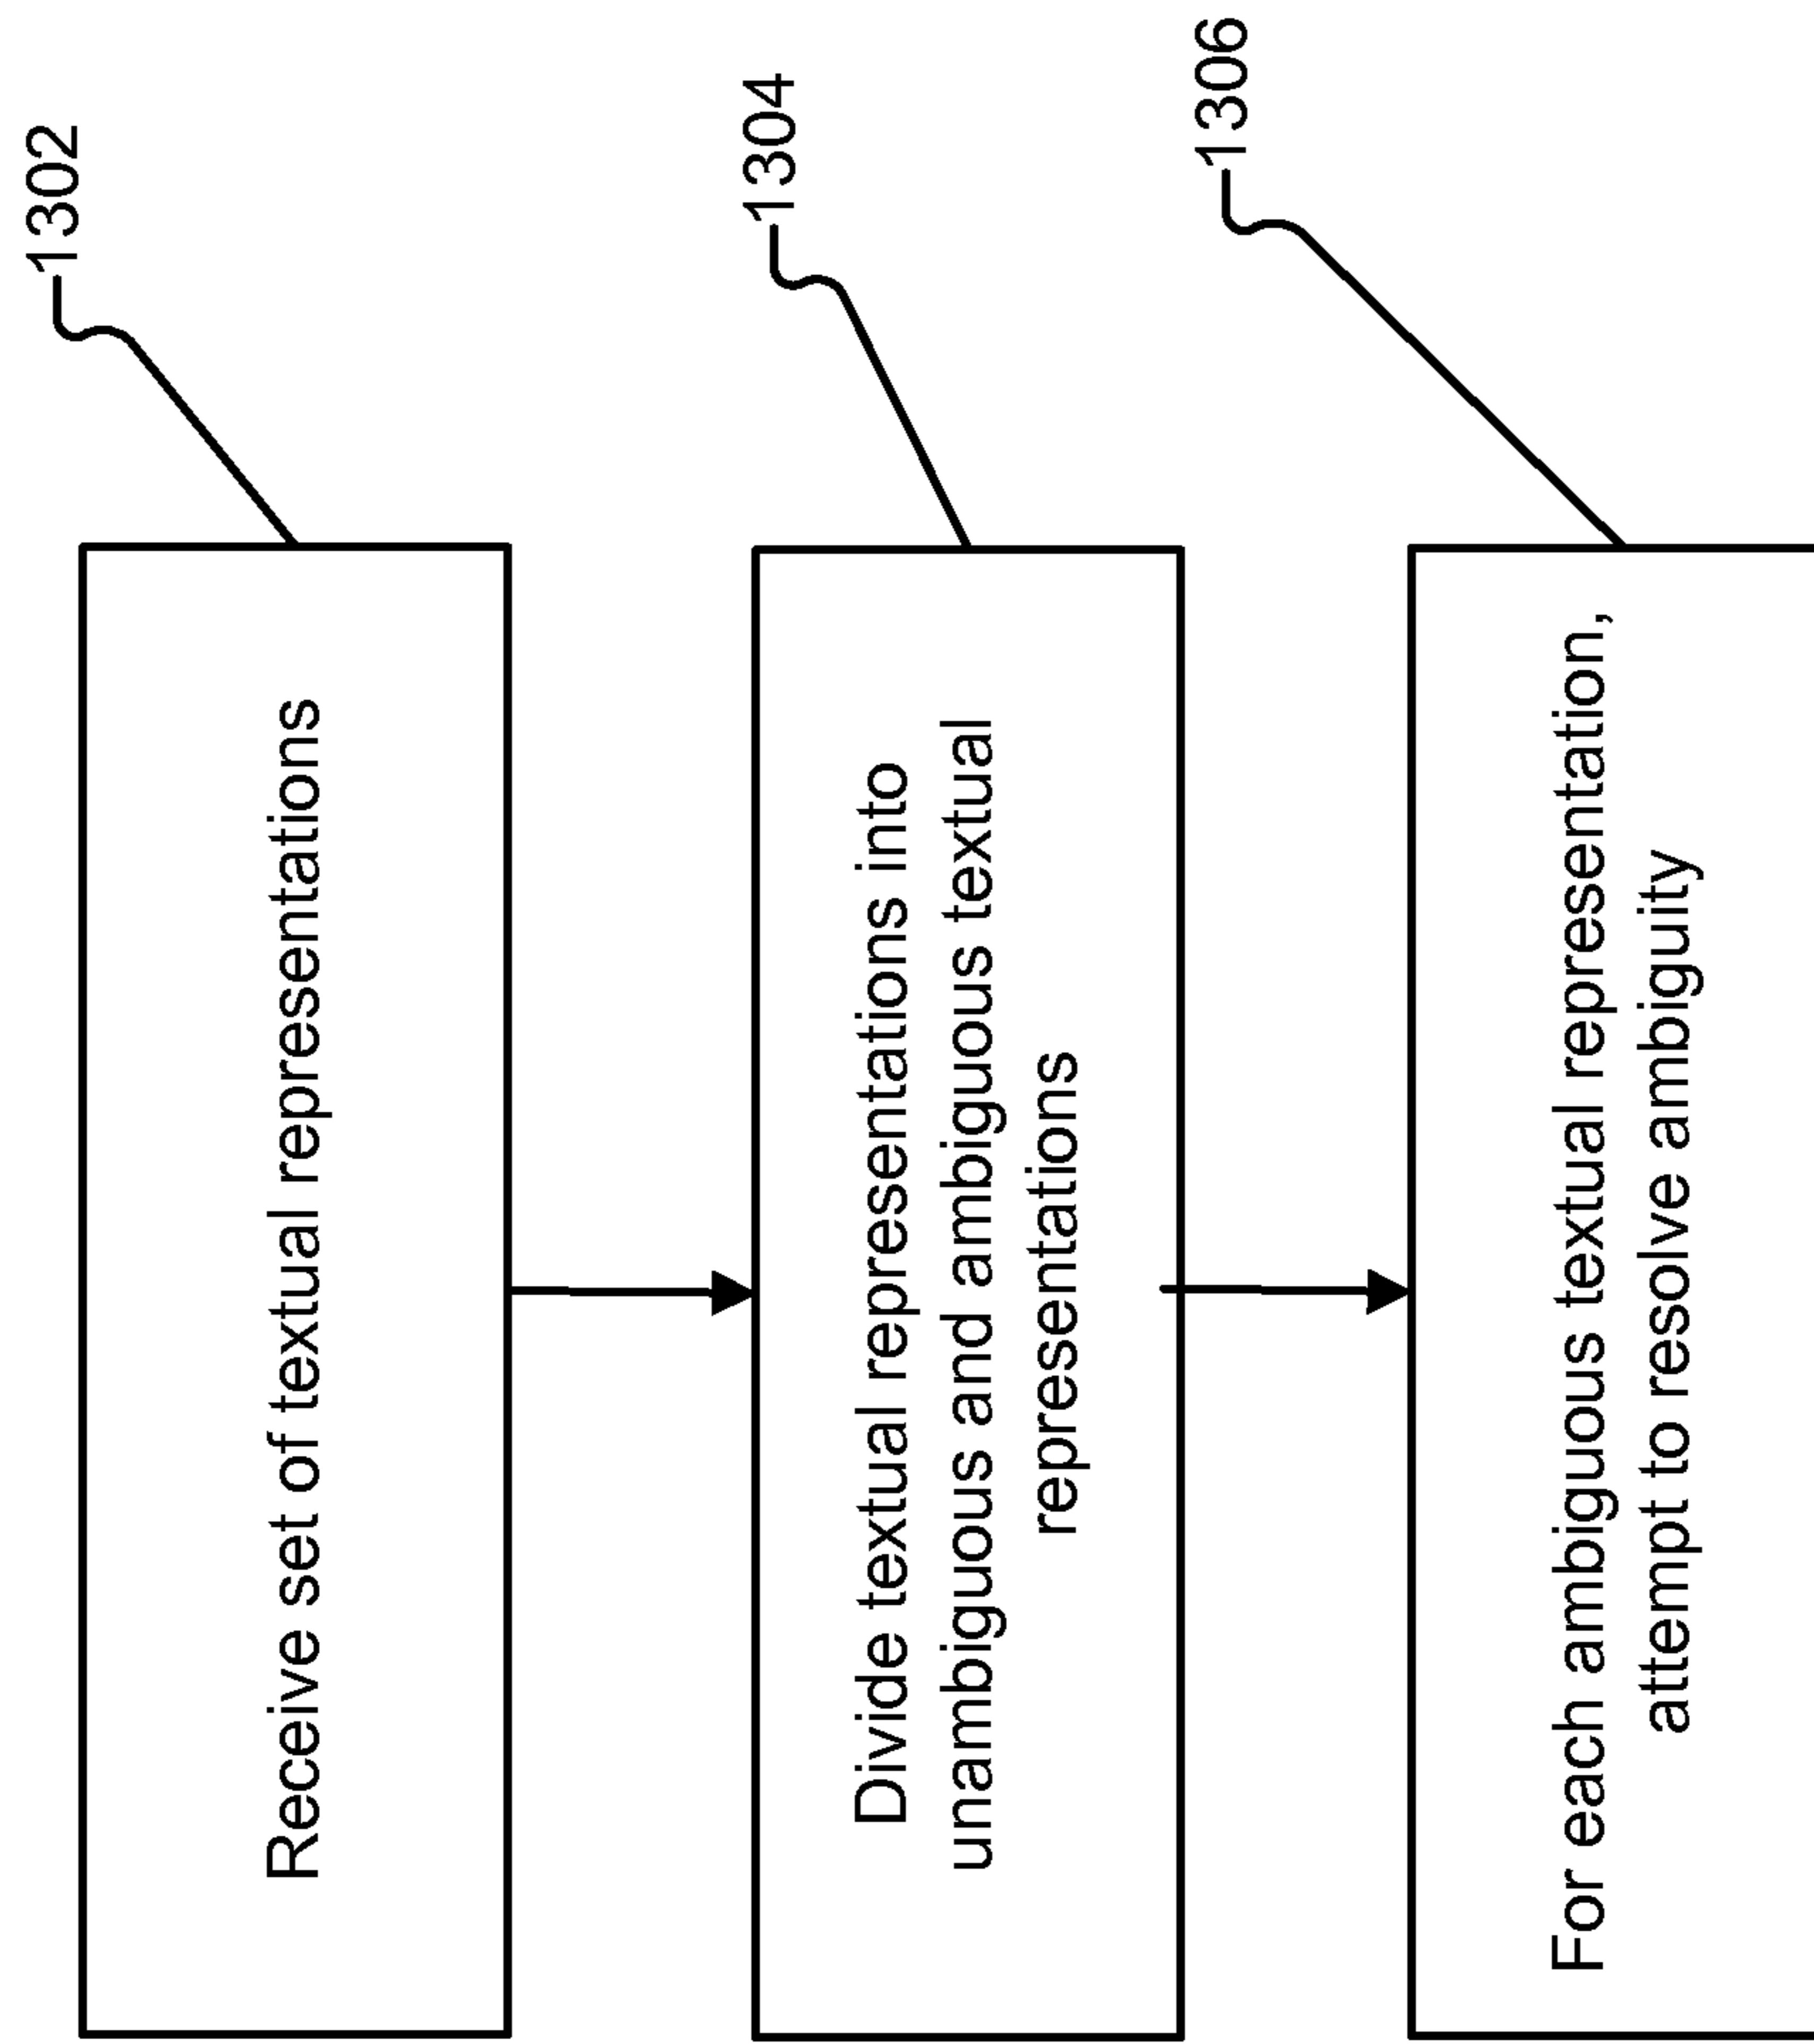 1302
Receive set of textual representations
1304
Divide textual representations into
unambiguous and ambiguous textual
representations
1306
For each ambiguous textual representation,
attempt to resolve ambiguity